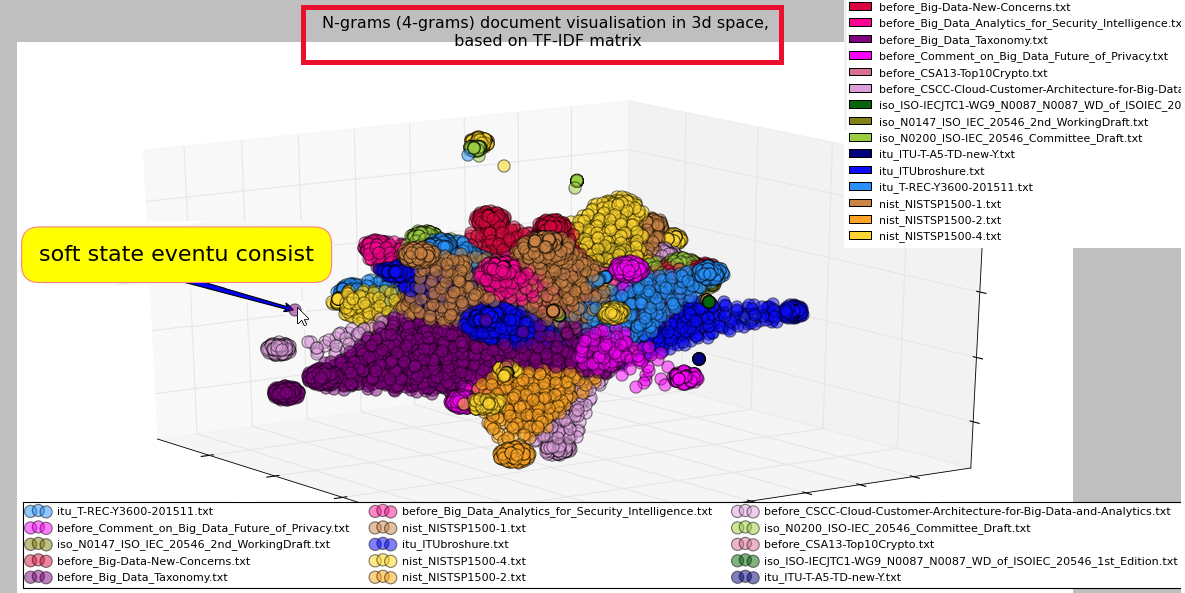 N-grams (4-grams) document visualisation in 3d space,
based on TF-IDF matrix
before_Big-Data-New-Concerns.txt
before_Big_Data_Analytics_for_Security_Intelligence.tx
before_Big_Data_Taxonomy.txt
before_Comment_on_Big_Data_Future_of_Privacy.txt
before_CSA13-Top10Crypto.txt
before_CSCC-Cloud-Customer-Architecture-for-Big-Data
iso_ISO-IECJTC1-WG9_N0087_N0087_WD_of_ISOIEC_20
iso_N0147_ISO_IEC_20546_2nd_WorkingDraft.txt
iso_N0200_ISO-IEC_20546_Committee_Draft.txt
itu_ITU-T-A5-TD-new-Y.txt
itu_ITUbroshure.txt
itu_T-REC-Y3600-201511.txt
nist_NISTSP1500-1.txt
nist_NISTSP1500-2.txt
nist_NISTSP1500-4.txt
soft state eventu consist
itu_T-REC-Y3600-201511.txt
before_Comment_on_Big_Data_Future_of_Privacy.txt
iso_N0147_ISO_IEC_20546_2nd_WorkingDraft.txt
before_Big-Data-New-Concerns.txt
before_Big_Data_Taxonomy.txt
before_Big_Data_Analytics_for_Security_Intelligence.txt
nist_NISTSP1500-1.txt
itu_ITUbroshure.txt
nist_NISTSP1500-4.txt
nist_NISTSP1500-2.txt
before_CSCC-Cloud-Customer-Architecture-for-Big-Data-and-Analytics.txt
iso_N0200_ISO-IEC_20546_Committee_Draft.txt
before_CSA13-Top10Crypto.txt
iso_ISO-IECJTC1-WG9_N0087_N0087_WD_of_ISOIEC_20546_1st_Edition.txt
itu_ITU-T-A5-TD-new-Y.txt